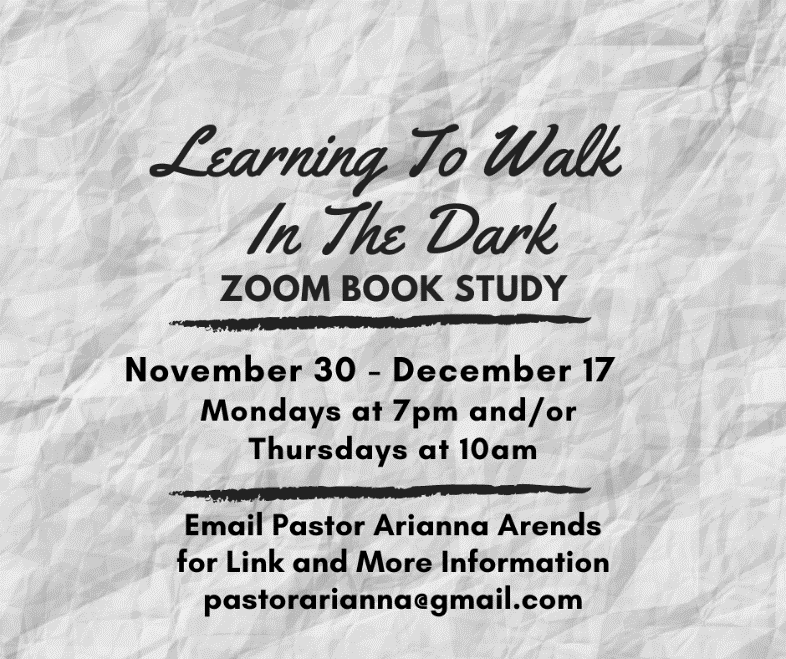 Learning To Walk
In The Dark
ZOOM BOOK STUDY
November 30 - December 17
Mondays at 7pm and/or
Thursdays at 10am
Email Pastor Arianna Arends
for Link and More Information
pastorarianna@gmail.com